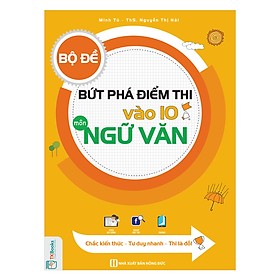 Minh Tú - ThS. Nguyễn Thị Hát
BỘ ĐỀ
BỨT PHÁ ĐIỂM THI
vào 10
môn NGỮ VĂN
Chắc kiến thức - Tư duy nhanh - Thi là đỗ!
MCBooks
NHÀ XUẤT BẢN HỒNG ĐỨC